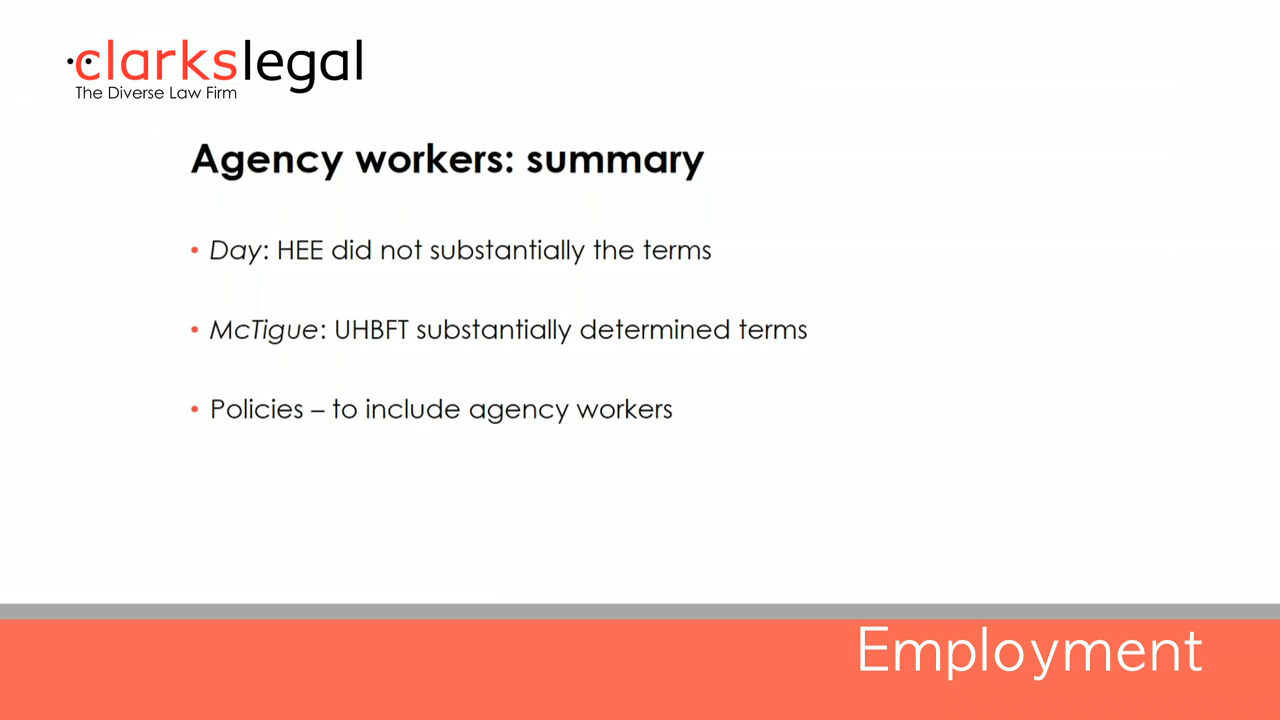 clarkslegal
The Diverse Law Firm
Agency workers: summary
• Day: HEE did not substantially the terms
• McTigue: UHBFT substantially determined terms
• Policies – to include agency workers
Employment